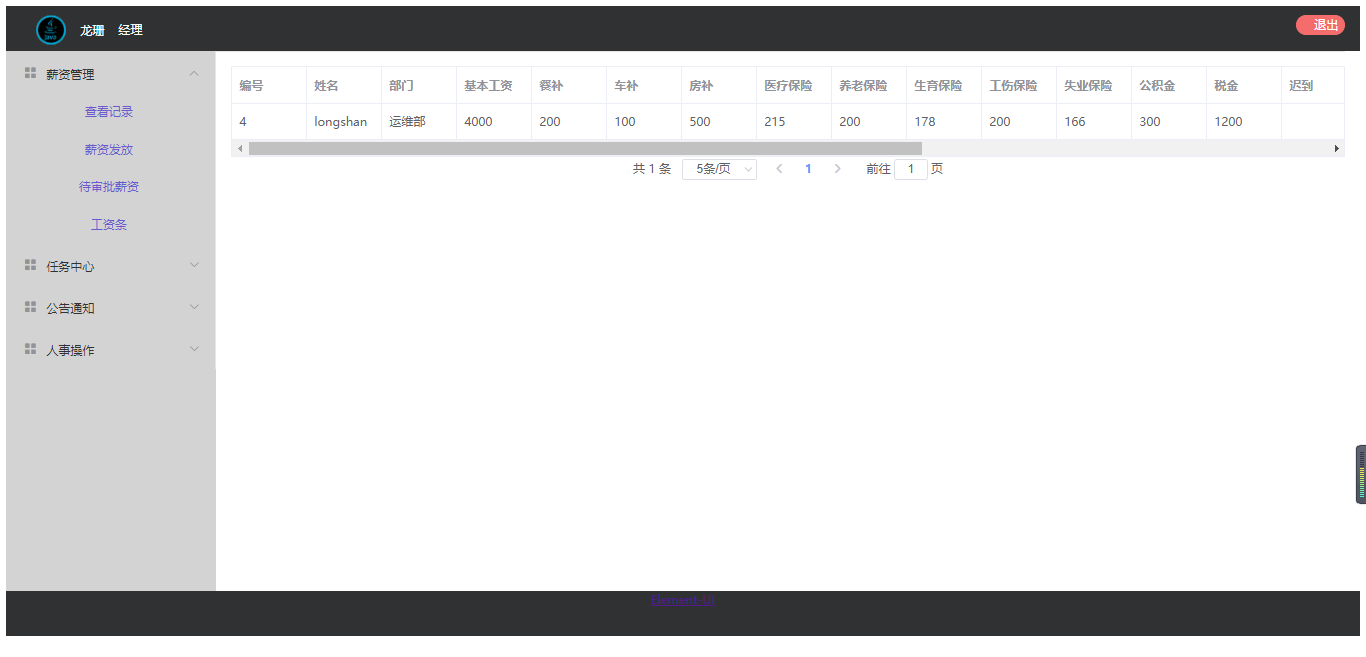 龙珊 经理 退出
薪资管理
查看记录
薪资发放
待审批薪资
工资条
任务中心
公告通知
人事操作
编号 姓名 部门 基本工资 餐补 车补 房补 医疗保险 养老保险 生育保险 工伤保险 失业保险 公积金 税金 迟到
4 longshan 运维部 4000 200 100 500 215 200 178 200 166 300 1200
共 1 条 5条/页 1 前往 1 页
Element-UI